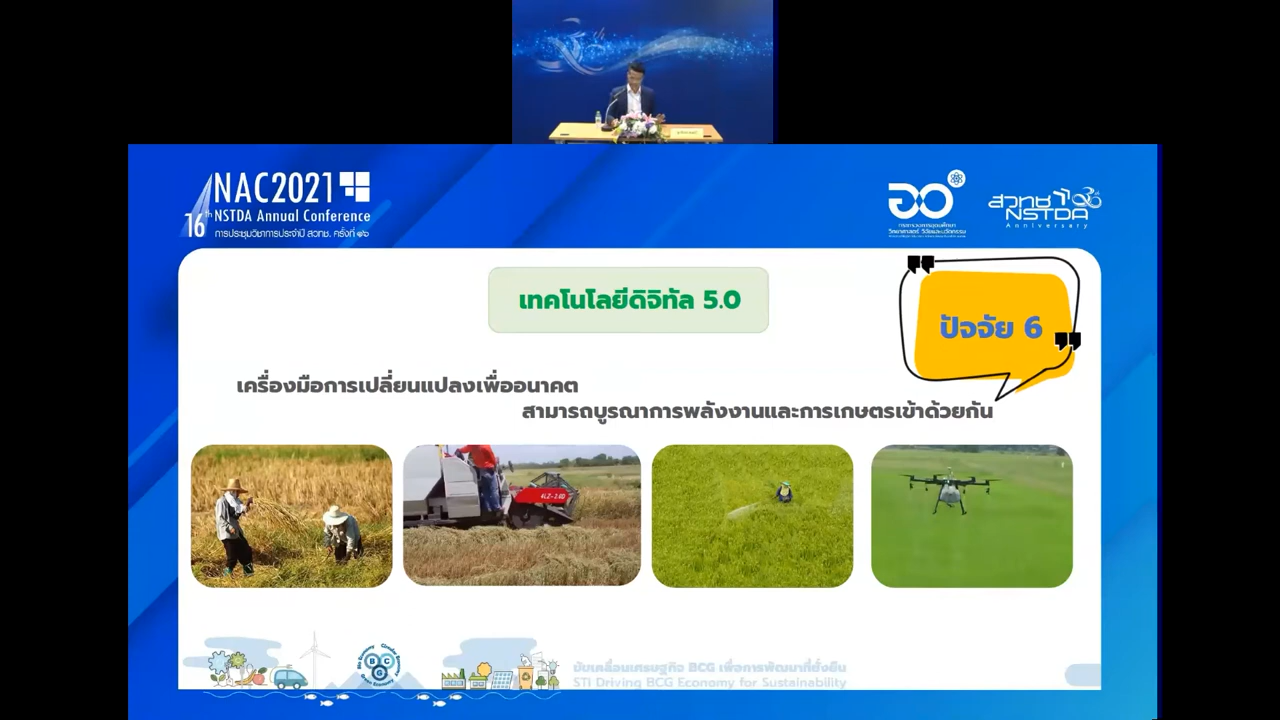 NAC2021
16th NSTDA Annual Conference
การประชุมวิชาการประจำปี สวทช. ครั้งที่ ๑๖
กระทรวงการอุดมศึกษา
วิทยาศาสตร์ วิจัยและนวัตกรรม
สวทช
NSTDA
Anniversary
เทคโนโลยีดิจิทัล 5.0
ปัจจัย 6
เครื่องมือการเปลี่ยนแปลงเพื่ออนาคต
สามารถบูรณาการพลังงานและการเกษตรเข้าด้วยกัน
4LZ-2.0D
BCG
ขับเคลื่อนเศรษฐกิจ BCG เพื่อการพัฒนาที่ยั่งยืน
STI Driving BCG Economy for Sustainability